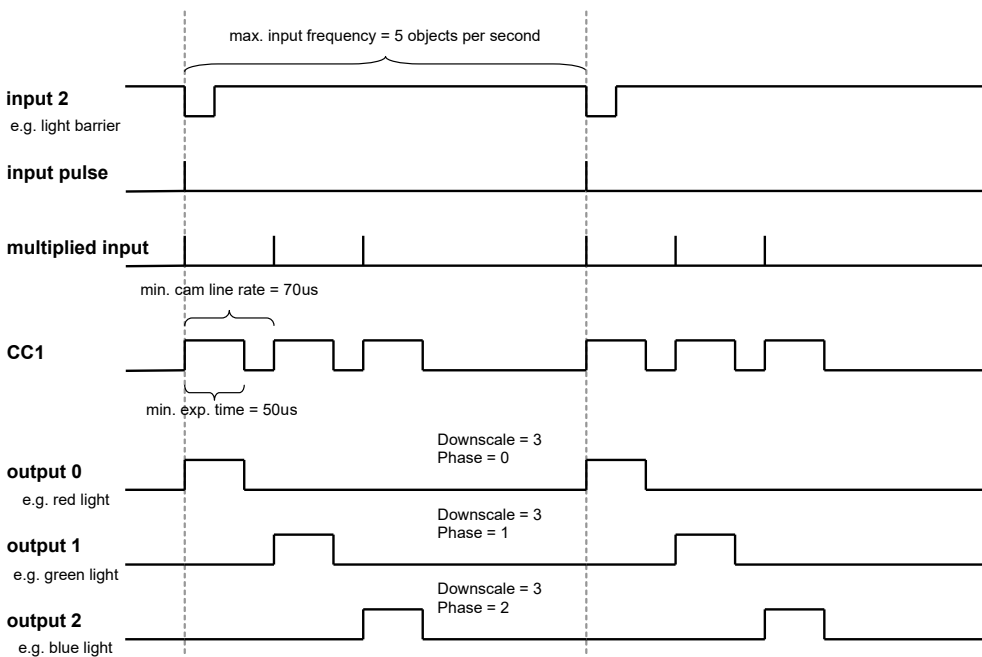 max. input frequency = 5 objects per second
input 2
e.g. light barrier
input pulse
multiplied input
min. cam line rate = 70us
CC1
min. exp. time = 50us
Downscale = 3
Phase = 0
output 0
e.g. red light
Downscale = 3
Phase = 1
output 1
e.g. green light
Downscale = 3
Phase = 2
output 2
e.g. blue light